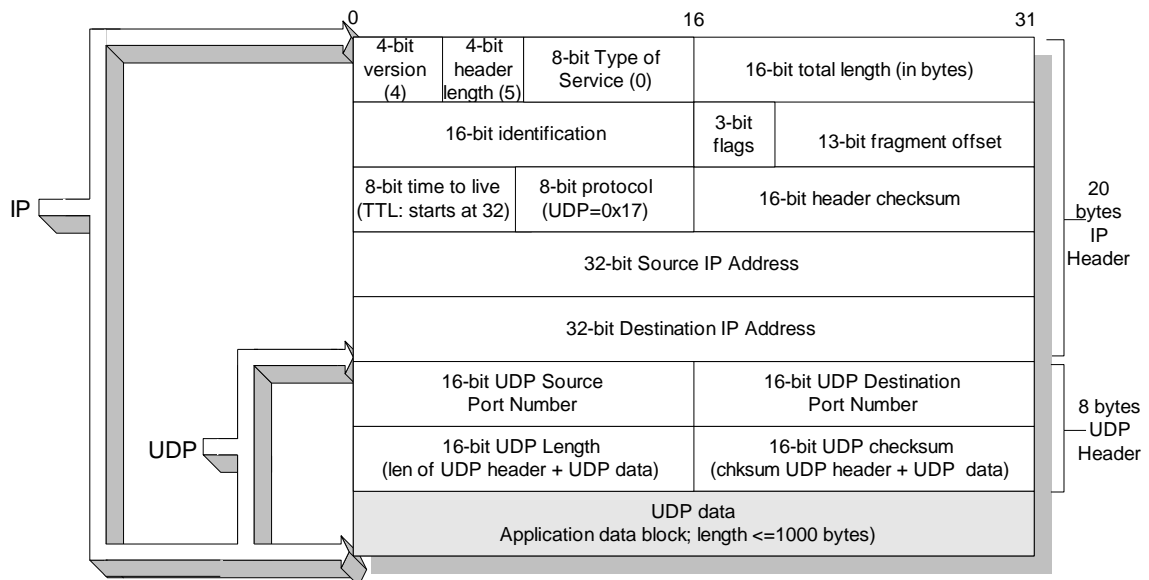 0 16 31
4-bit
version
(4)
4-bit
header
length (5)
8-bit Type of
Service (0)
16-bit total length (in bytes)
16-bit identification
3-bit
flags
13-bit fragment offset
8-bit time to live
(TTL: starts at 32)
8-bit protocol
(UDP=0x17)
16-bit header checksum
32-bit Source IP Address
32-bit Destination IP Address
20
bytes
IP
Header
IP
16-bit UDP Source
Port Number
16-bit UDP Destination
Port Number
16-bit UDP Length
(len of UDP header + UDP data)
16-bit UDP checksum
(chksum UDP header + UDP data)
8 bytes
UDP
Header
UDP
UDP data
Application data block; length <=1000 bytes)